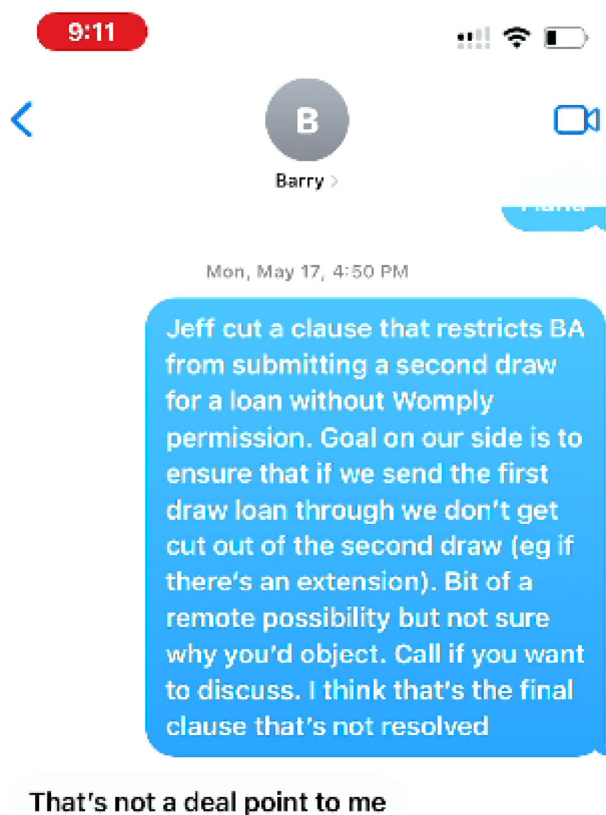 9:11
B
Barry
Mon, May 17, 4:50 PM
Jeff cut a clause that restricts BA
from submitting a second draw
for a loan without Womply
permission. Goal on our side is to
ensure that if we send the first
draw loan through we don't get
cut out of the second draw (eg if
there's an extension). Bit of a
remote possibility but not sure
why you'd object. Call if you want
to discuss. I think that's the final
clause that's not resolved
That's not a deal point to me